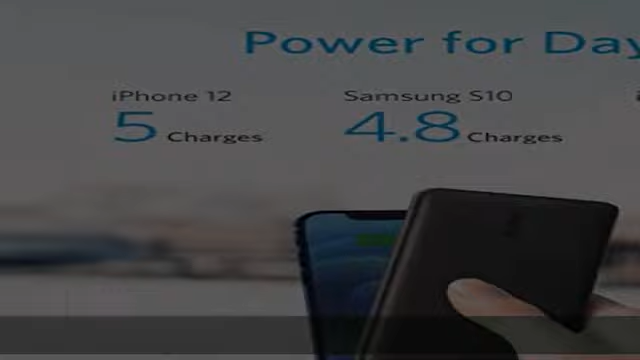 Power for Day
iPhone 12
Samsung S10
5 Charges
4.8 Charges